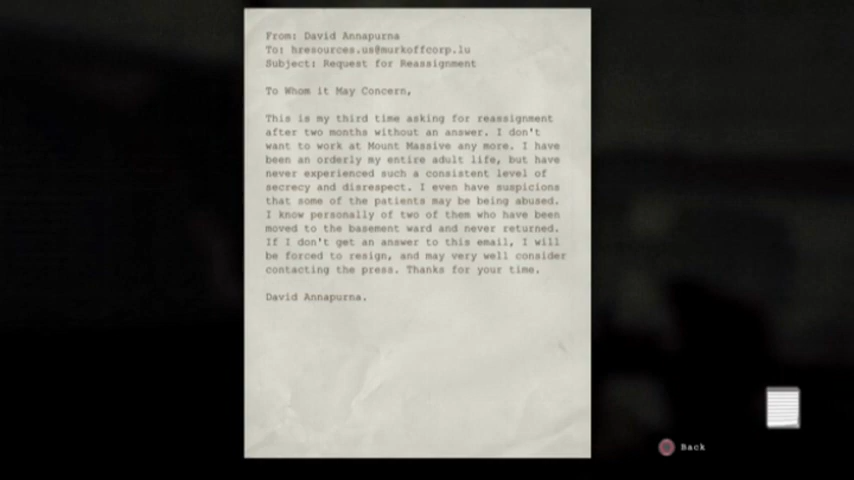 From: David Annapurna
To: hresources.us@murkoffcorp.lu
Subject: Request for Reassignment
To Whom it May Concern,
This is my third time asking for reassignment
after two months without an answer. I don't
want to work at Mount Massive any more. I have
been an orderly my entire adult life, but have
never experienced such a consistent level of
secrecy and disrespect. I even have suspicions
that some of the patients may be being abused.
I know personally of two of them who have been
moved to the basement ward and never returned.
If I don't get an answer to this email, I will
be forced to resign, and may very well consider
contacting the press. Thanks for your time.
David Annapurna.
Back